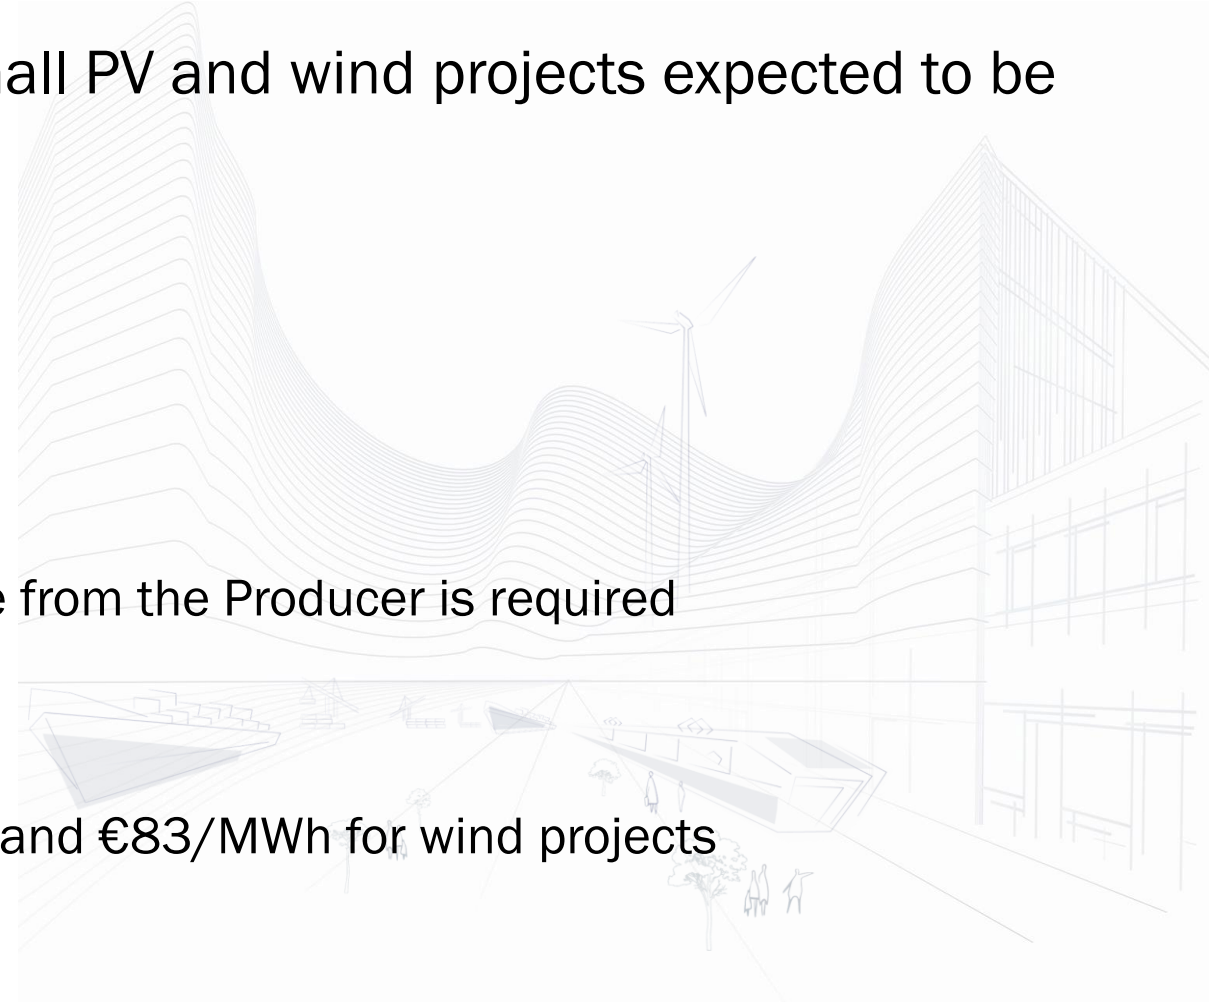 all PV and wind projects expected to be
from the Producer is required
and €83/MWh for wind projects